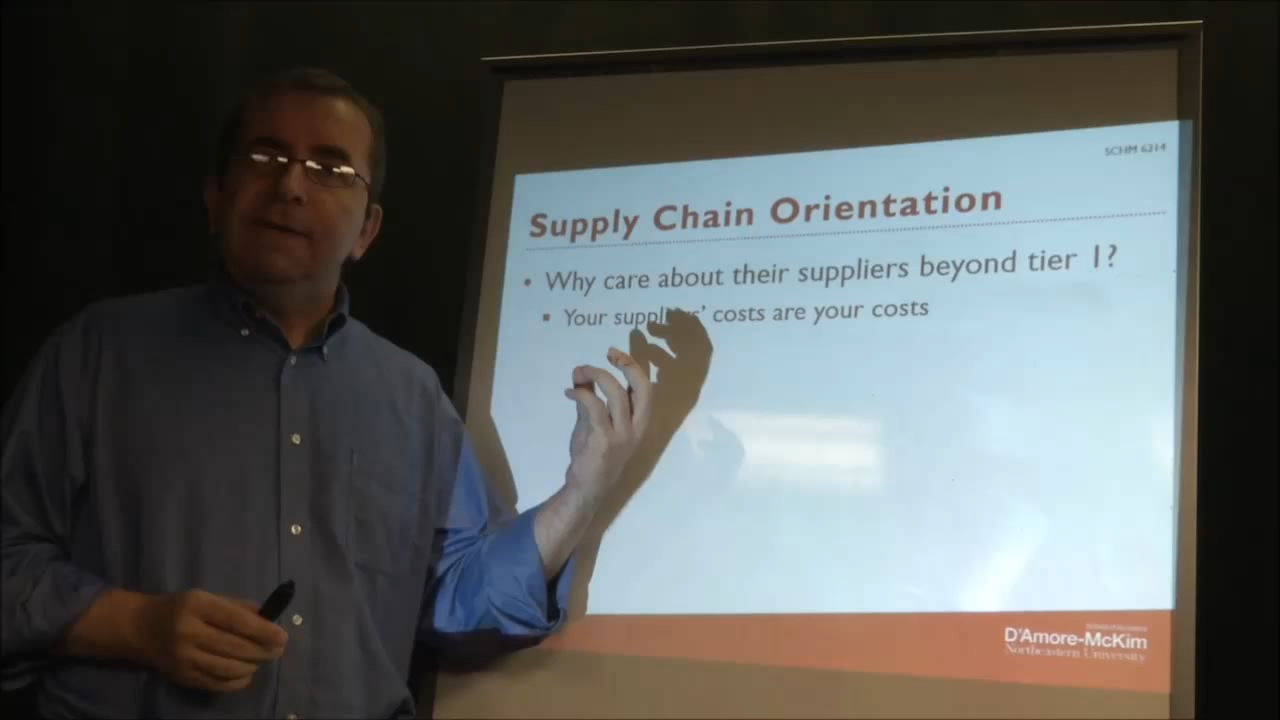 SCHM 6214
Supply Chain Orientation
• Why care about their suppliers beyond tier 1?
▪ Your suppliers' costs are your costs
D'Amore-McKim
Northeastern University